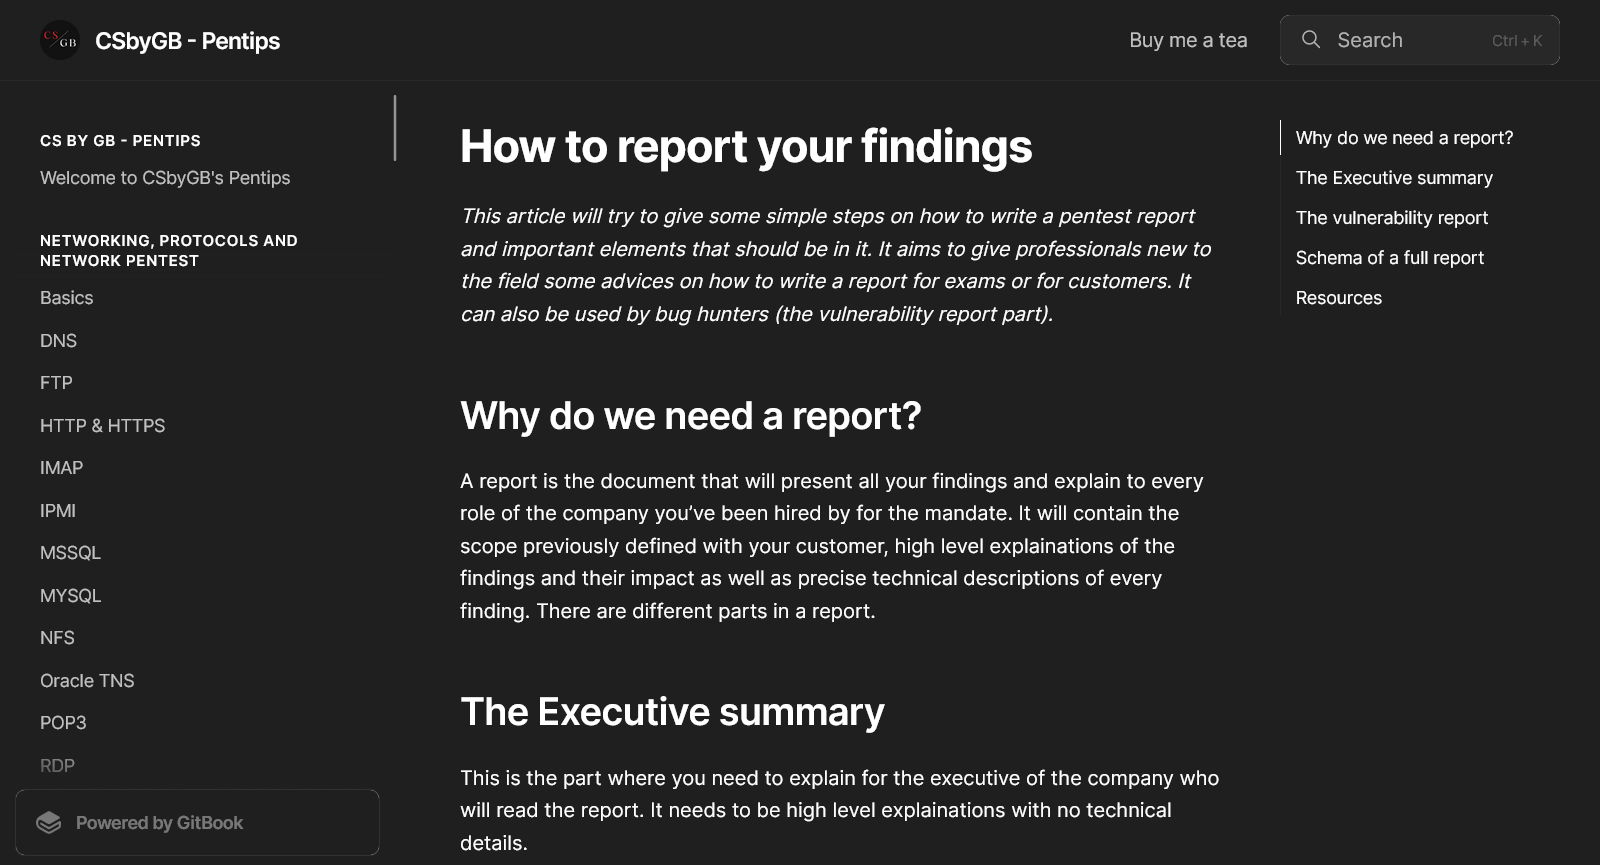 CS GB
CSbyGB - Pentips
Buy me a tea
Search
Ctrl + K
CS BY GB - PENTIPS
Welcome to CSbyGB's Pentips
NETWORKING, PROTOCOLS AND
NETWORK PENTEST
Basics
DNS
FTP
HTTP & HTTPS
IMAP
IPMI
MSSQL
MYSQL
NFS
Oracle TNS
POP3
RDP
Powered by GitBook
How to report your findings
This article will try to give some simple steps on how to write a pentest report
and important elements that should be in it. It aims to give professionals new to
the field some advices on how to write a report for exams or for customers. It
can also be used by bug hunters (the vulnerability report part).
Why do we need a report?
A report is the document that will present all your findings and explain to every
role of the company you’ve been hired by for the mandate. It will contain the
scope previously defined with your customer, high level explainations of the
findings and their impact as well as precise technical descriptions of every
finding. There are different parts in a report.
The Executive summary
This is the part where you need to explain for the executive of the company who
will read the report. It needs to be high level explainations with no technical
details.
Why do we need a report?
The Executive summary
The vulnerability report
Schema of a full report
Resources